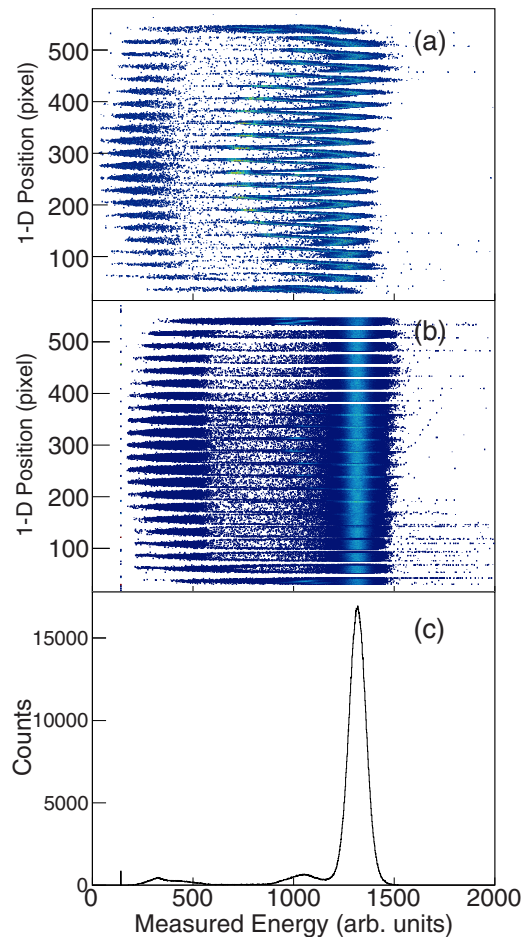 (a)
500
400
300
200
100
1-D Position (pixel)
(b)
500
400
300
200
100
1-D Position (pixel)
(c)
15000
10000
5000
0
Counts
0 500 1000 1500 2000
Measured Energy (arb. units)